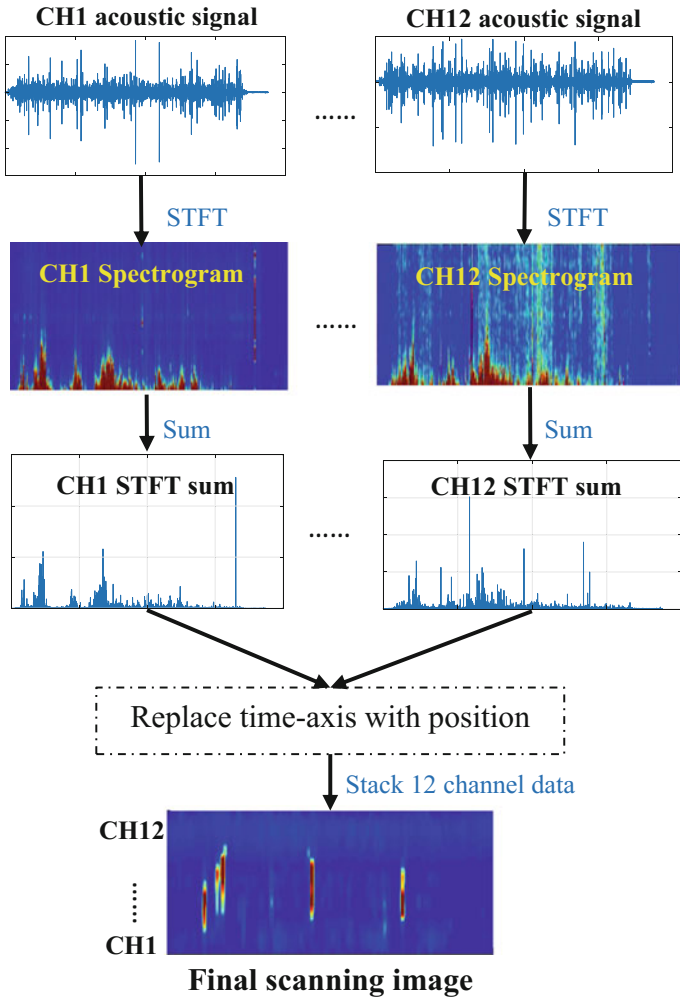 CH1 acoustic signal
CH12 acoustic signal
......
STFT
STFT
CH1 Spectrogram
CH12 Spectrogram
......
Sum
Sum
CH1 STFT sum
CH12 STFT sum
......
Replace time-axis with position
Stack 12 channel data
CH12
......
CH1
Final scanning image